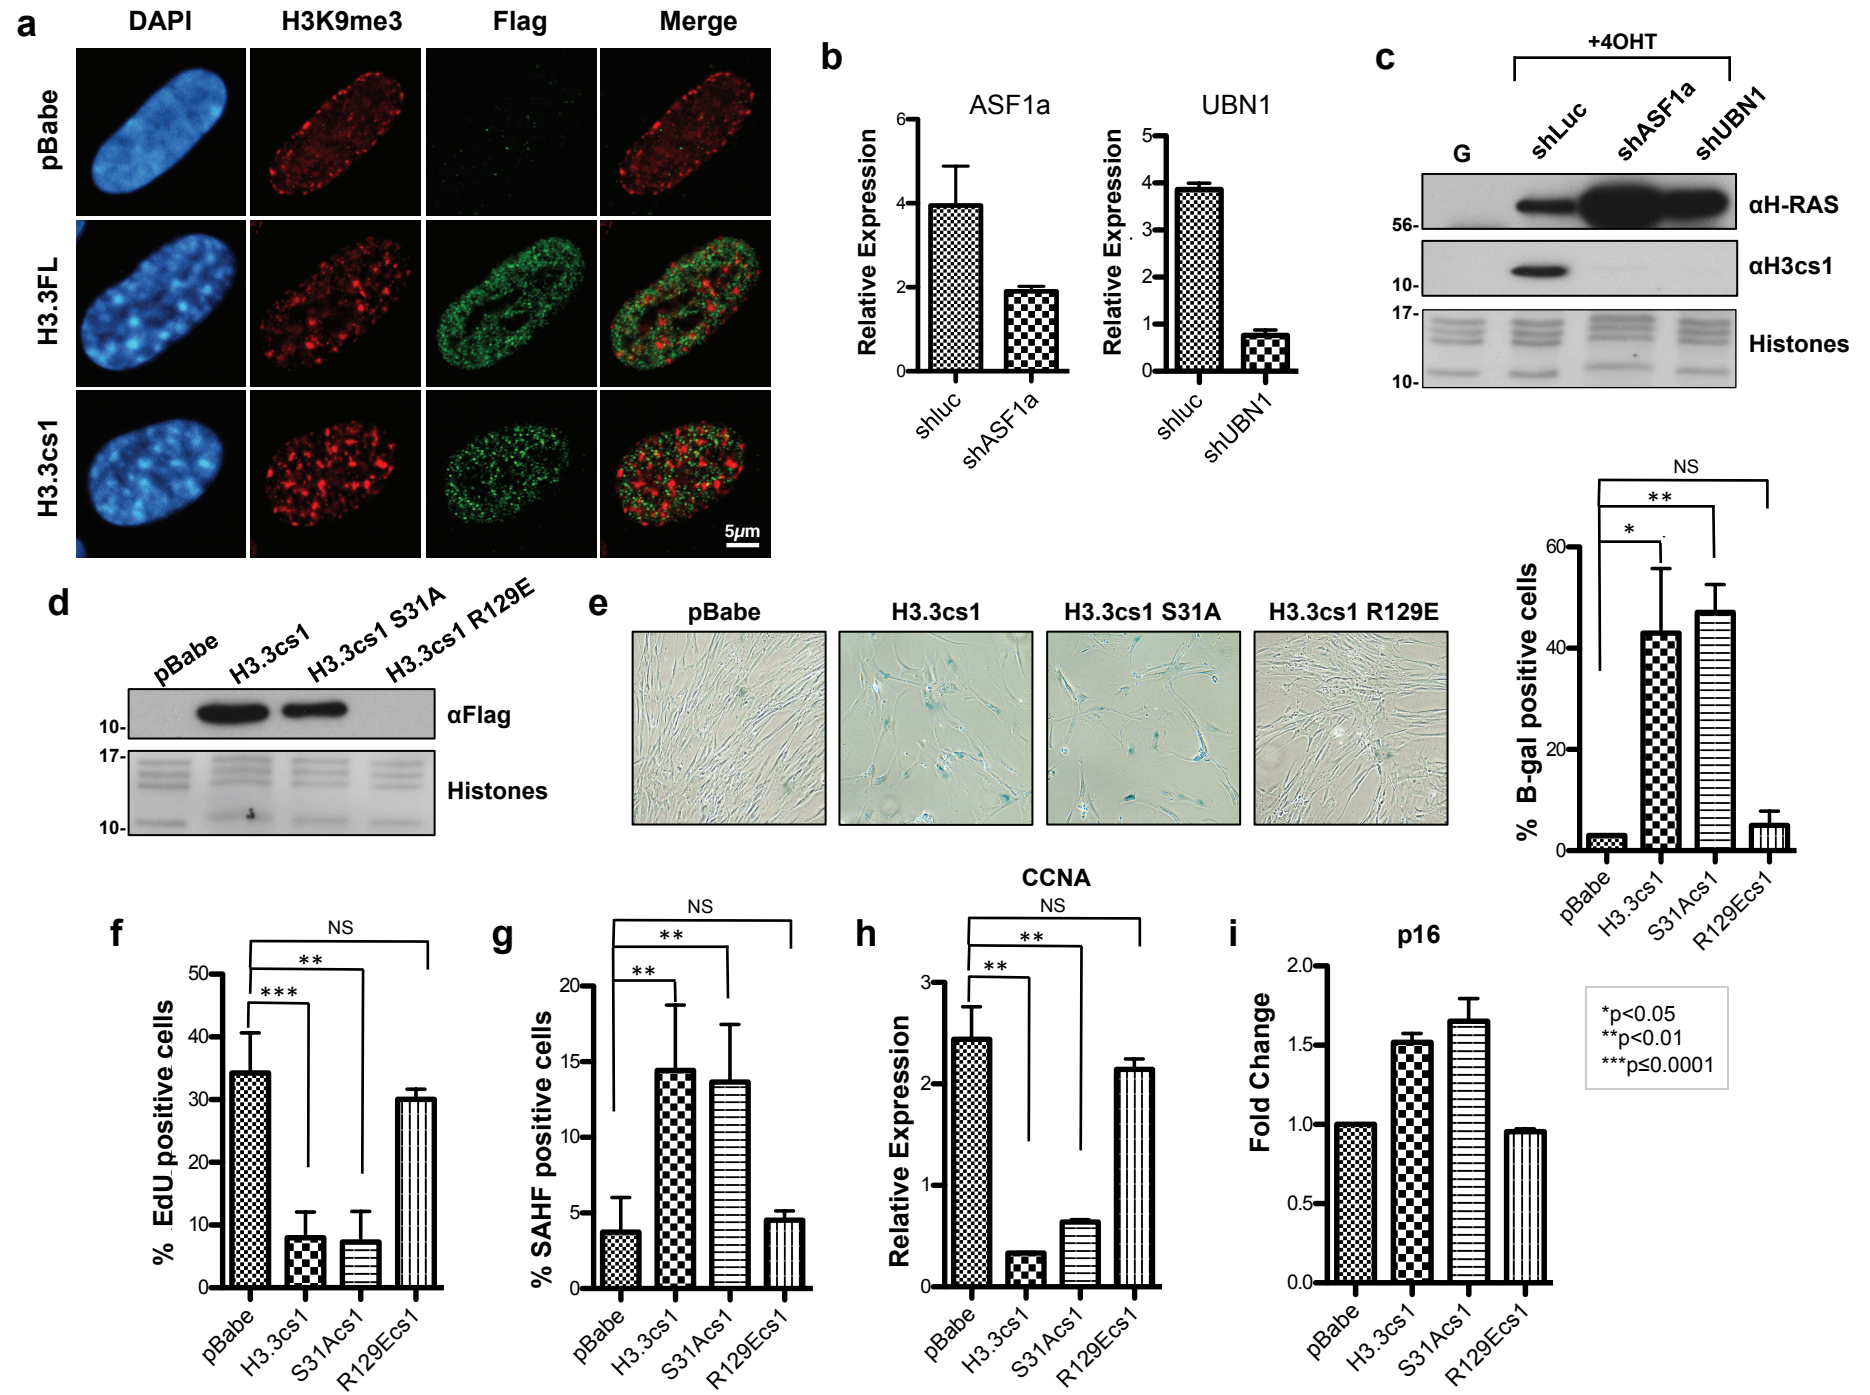 a
DAPI
H3K9me3
Flag
Merge
pBabe
H3.3FL
H3.3cs1
5µm
b
ASF1a
Relative Expression
6
4
2
0
shluc
shASF1a
UBN1
Relative Expression
5
4
3
2
1
0
shluc
shUBN1
c
+4OHT
G
shLuc
shASF1a
shUBN1
56-
αH-RAS
10-
αH3cs1
17-
10-
Histones
d
pBabe
H3.3cs1
H3.3cs1 S31A
H3.3cs1 R129E
10-
αFlag
17-
10-
Histones
e
pBabe
H3.3cs1
H3.3cs1 S31A
H3.3cs1 R129E
NS
**
*
% B-gal positive cells
60
40
20
0
pBabe
H3.3cs1
S31Acs1
R129Ecs1
f
NS
**
***
% EdU positive cells
50
40
30
20
10
0
pBabe
H3.3cs1
S31Acs1
R129Ecs1
g
NS
**
**
% SAHF positive cells
20
15
10
5
0
pBabe
H3.3cs1
S31Acs1
R129Ecs1
h
CCNA
NS
**
**
Relative Expression
3
2
1
0
pBabe
H3.3cs1
S31Acs1
R129Ecs1
i
p16
Fold Change
2.0
1.5
1.0
0.5
0.0
pBabe
H3.3cs1
S31Acs1
R129Ecs1
*p<0.05
**p<0.01
***p≤0.0001